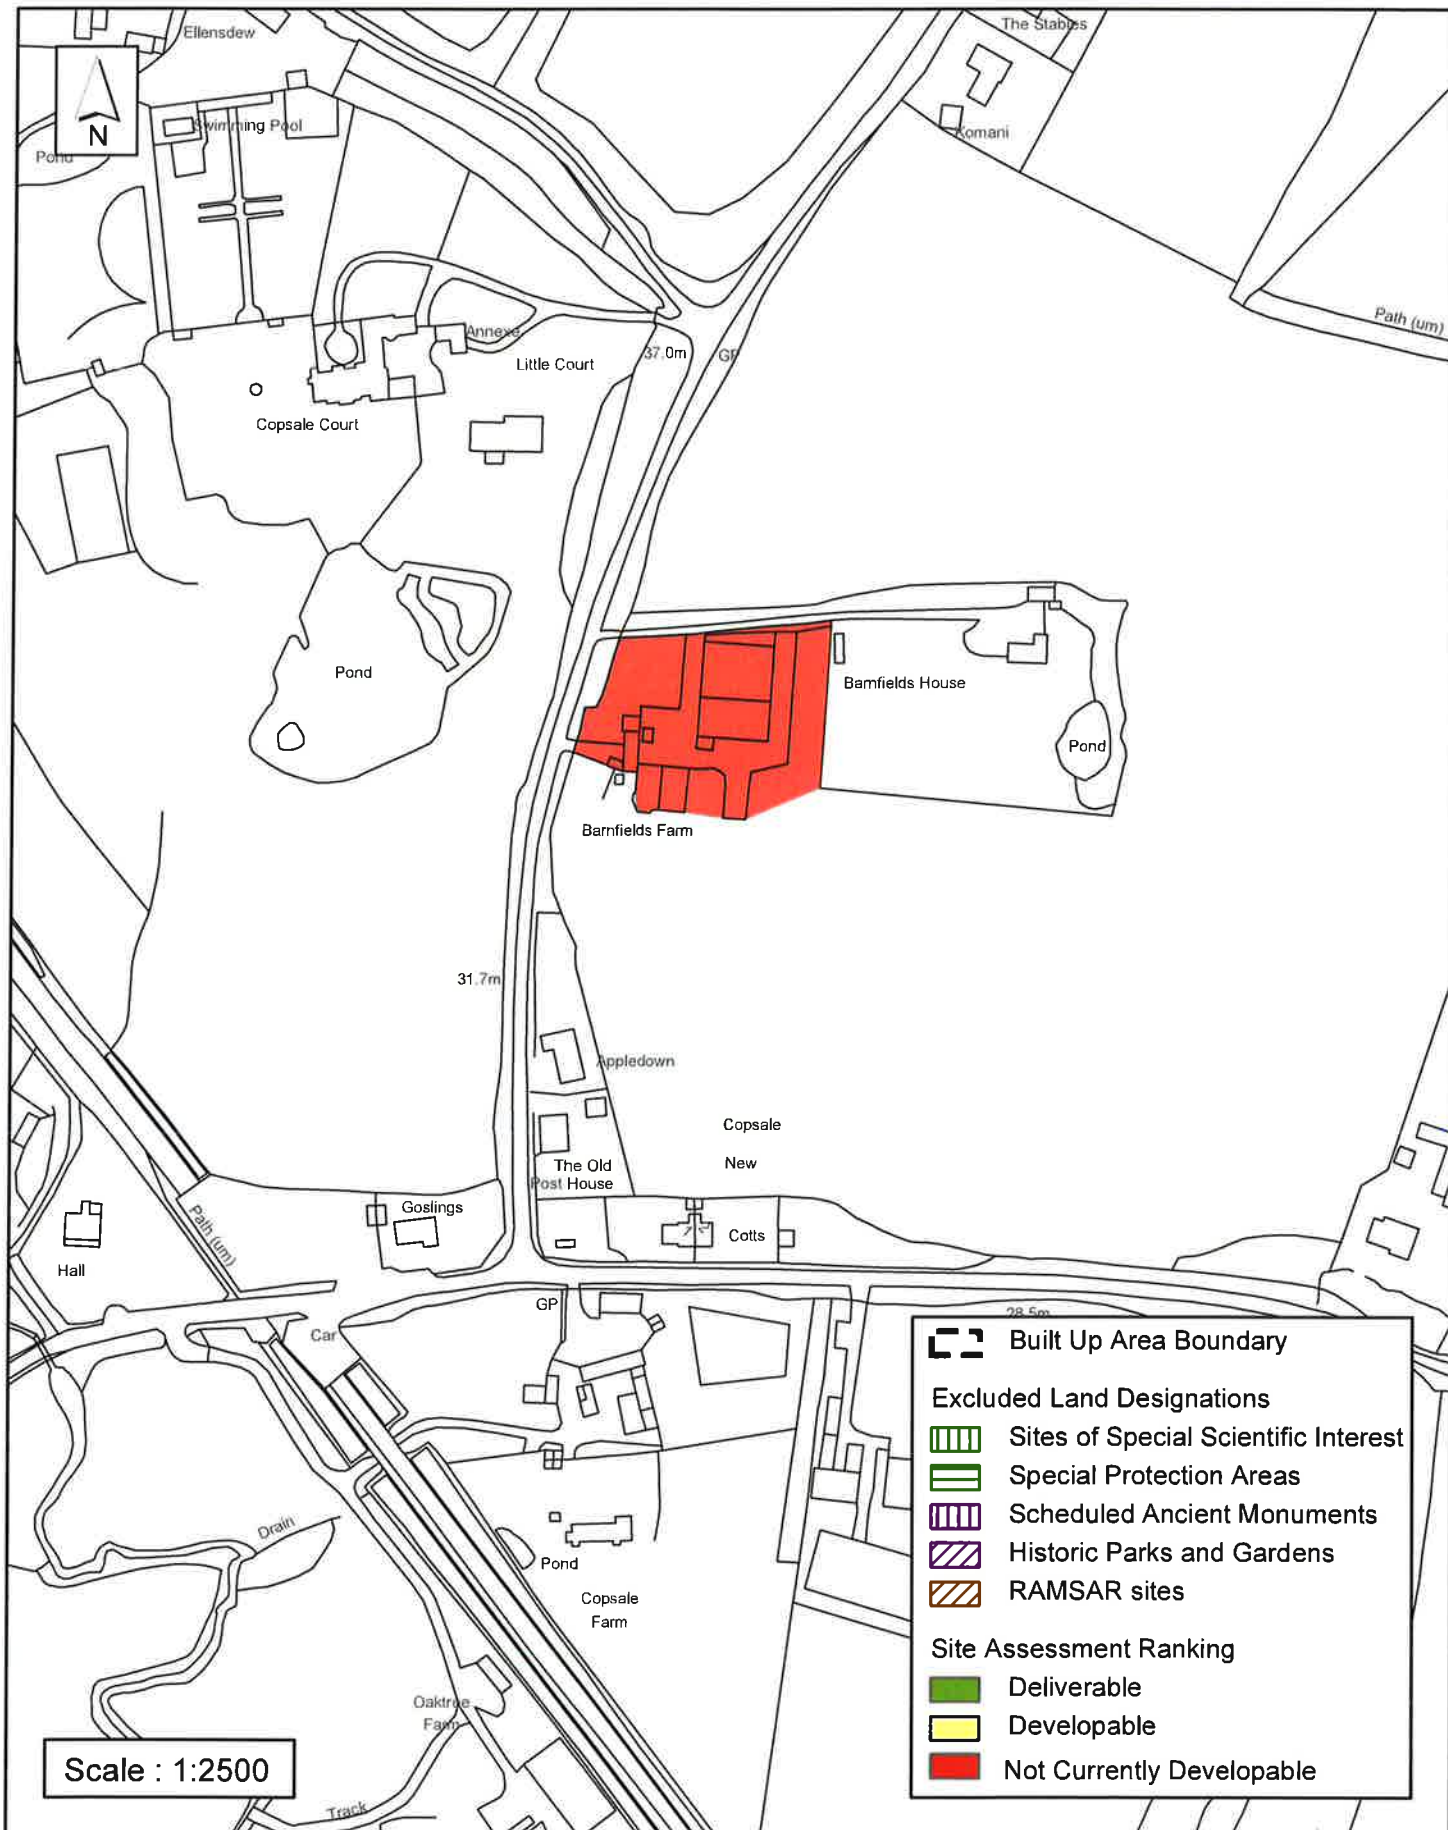 Ellensdew
The Stables
N
Swimming Pool
Pond
Komani
Path (um)
Annexe
37.0m
GP
Little Court
Copsale Court
Pond
Barnfields House
Pond
Barnfields Farm
31.7m
Appledown
Copsale
New
The Old
Post House
Goslings
Cotts
Path (um)
Hall
GP
28.5m
Car
Drain
Pond
Copsale
Farm
Oaktree
Farm
Track
Scale : 1:2500
Built Up Area Boundary
Excluded Land Designations
Sites of Special Scientific Interest
Special Protection Areas
Scheduled Ancient Monuments
Historic Parks and Gardens
RAMSAR sites
Site Assessment Ranking
Deliverable
Developable
Not Currently Developable